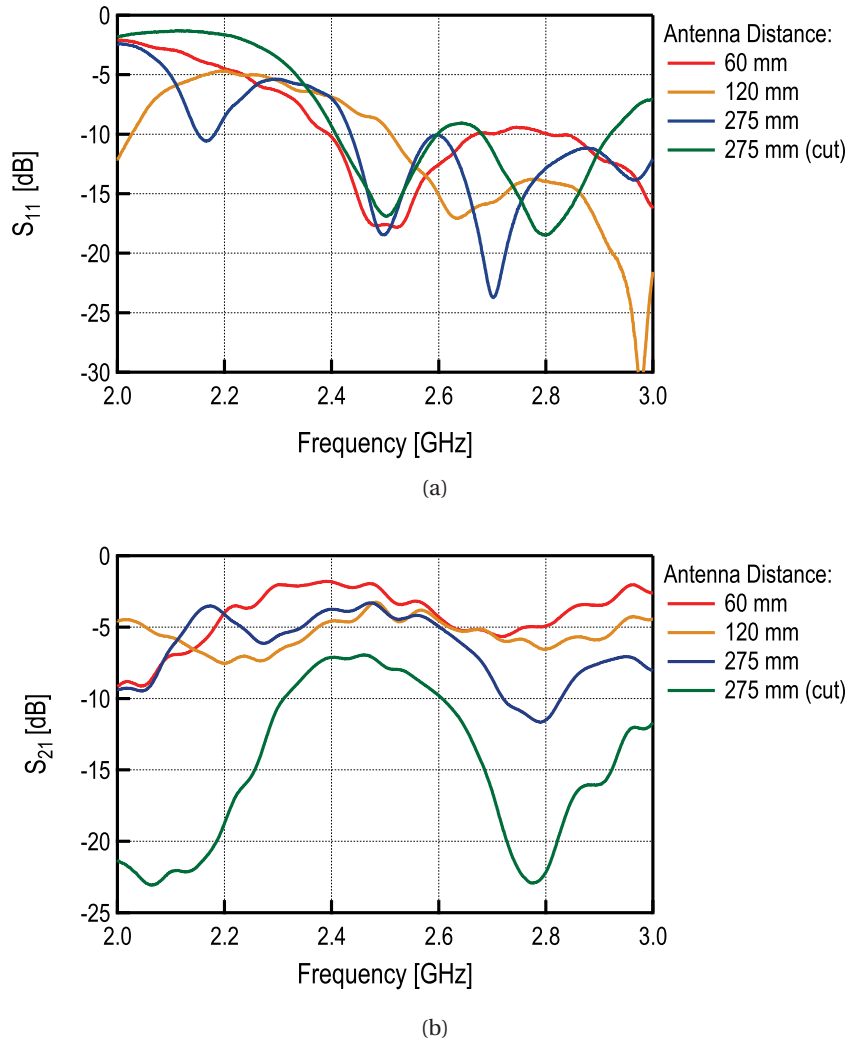 0
-5
-10
-15
-20
-25
-30
S11 [dB]
2.0 2.2 2.4 2.6 2.8 3.0
Frequency [GHz]
Antenna Distance:
60 mm
120 mm
275 mm
275 mm (cut)
(a)
0
-5
-10
-15
-20
-25
S21 [dB]
2.0 2.2 2.4 2.6 2.8 3.0
Frequency [GHz]
Antenna Distance:
60 mm
120 mm
275 mm
275 mm (cut)
(b)